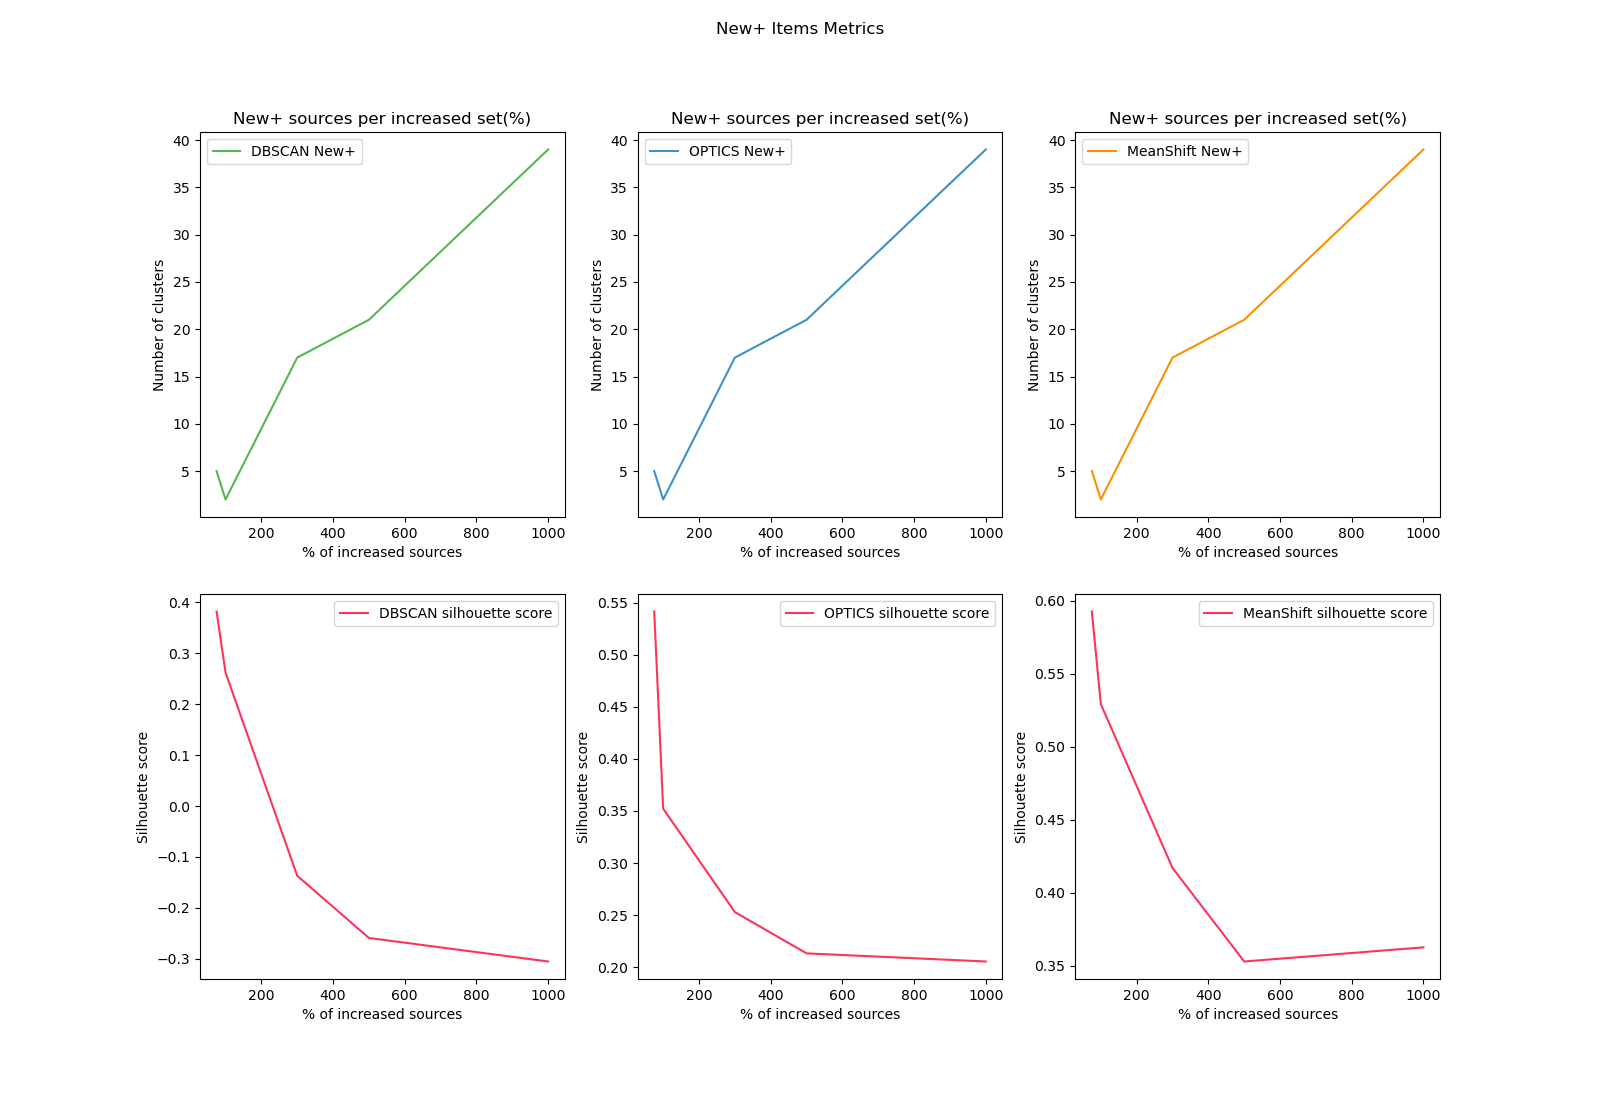 New+ Items Metrics
New+ sources per increased set(%)
DBSCAN New+
40
35
30
25
20
15
10
5
Number of clusters
200 400 600 800 1000
% of increased sources
New+ sources per increased set(%)
OPTICS New+
40
35
30
25
20
15
10
5
Number of clusters
200 400 600 800 1000
% of increased sources
New+ sources per increased set(%)
MeanShift New+
40
35
30
25
20
15
10
5
Number of clusters
200 400 600 800 1000
% of increased sources
DBSCAN silhouette score
0.4
0.3
0.2
0.1
0.0
−0.1
−0.2
−0.3
Silhouette score
200 400 600 800 1000
% of increased sources
OPTICS silhouette score
0.55
0.50
0.45
0.40
0.35
0.30
0.25
0.20
Silhouette score
200 400 600 800 1000
% of increased sources
MeanShift silhouette score
0.60
0.55
0.50
0.45
0.40
0.35
Silhouette score
200 400 600 800 1000
% of increased sources